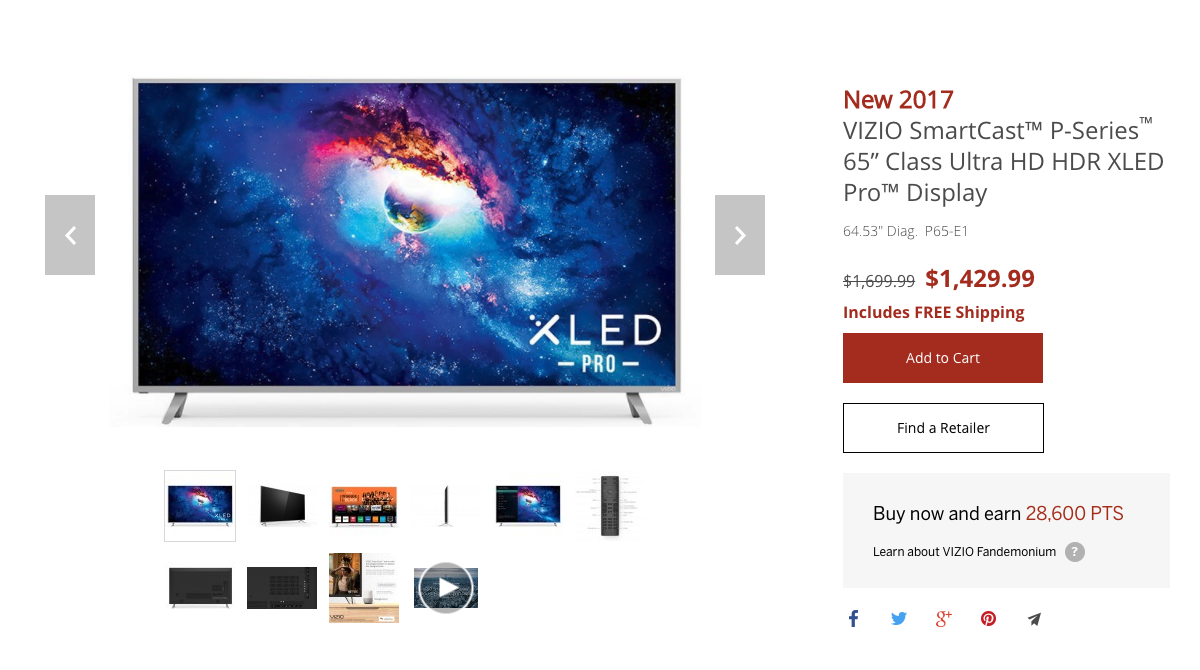 New 2017
VIZIO SmartCast™ P-Series™
65” Class Ultra HD HDR XLED
Pro™ Display
64.53" Diag. P65-E1
$1,699.99 $1,429.99
Includes FREE Shipping
Add to Cart
Find a Retailer
Buy now and earn 28,600 PTS
Learn about VIZIO Fandemonium ?
XLED
PRO
VIZIO